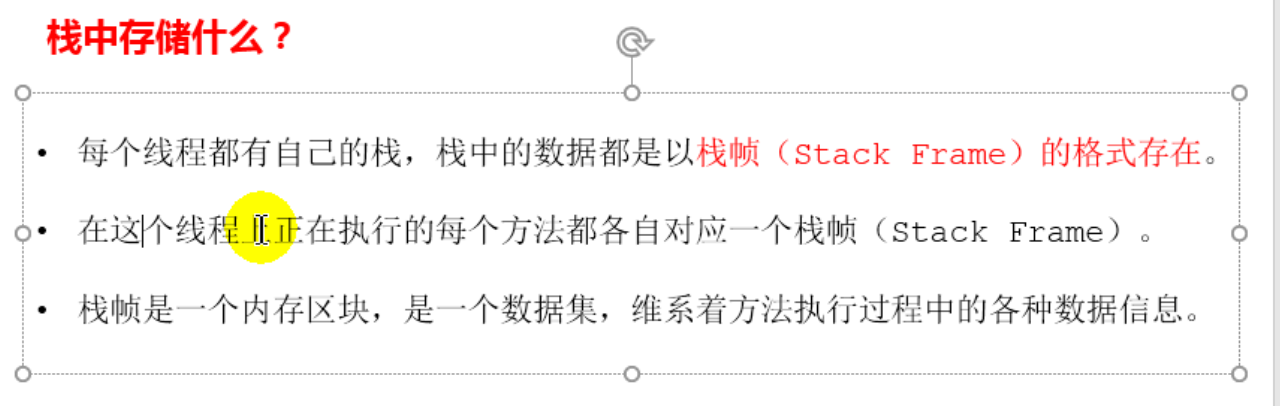 栈中存储什么？
• 每个线程都有自己的栈，栈中的数据都是以栈帧（Stack Frame）的格式存在。
• 在这个线程上正在执行的每个方法都各自对应一个栈帧（Stack Frame）。
• 栈帧是一个内存区块，是一个数据集，维系着方法执行过程中的各种数据信息。